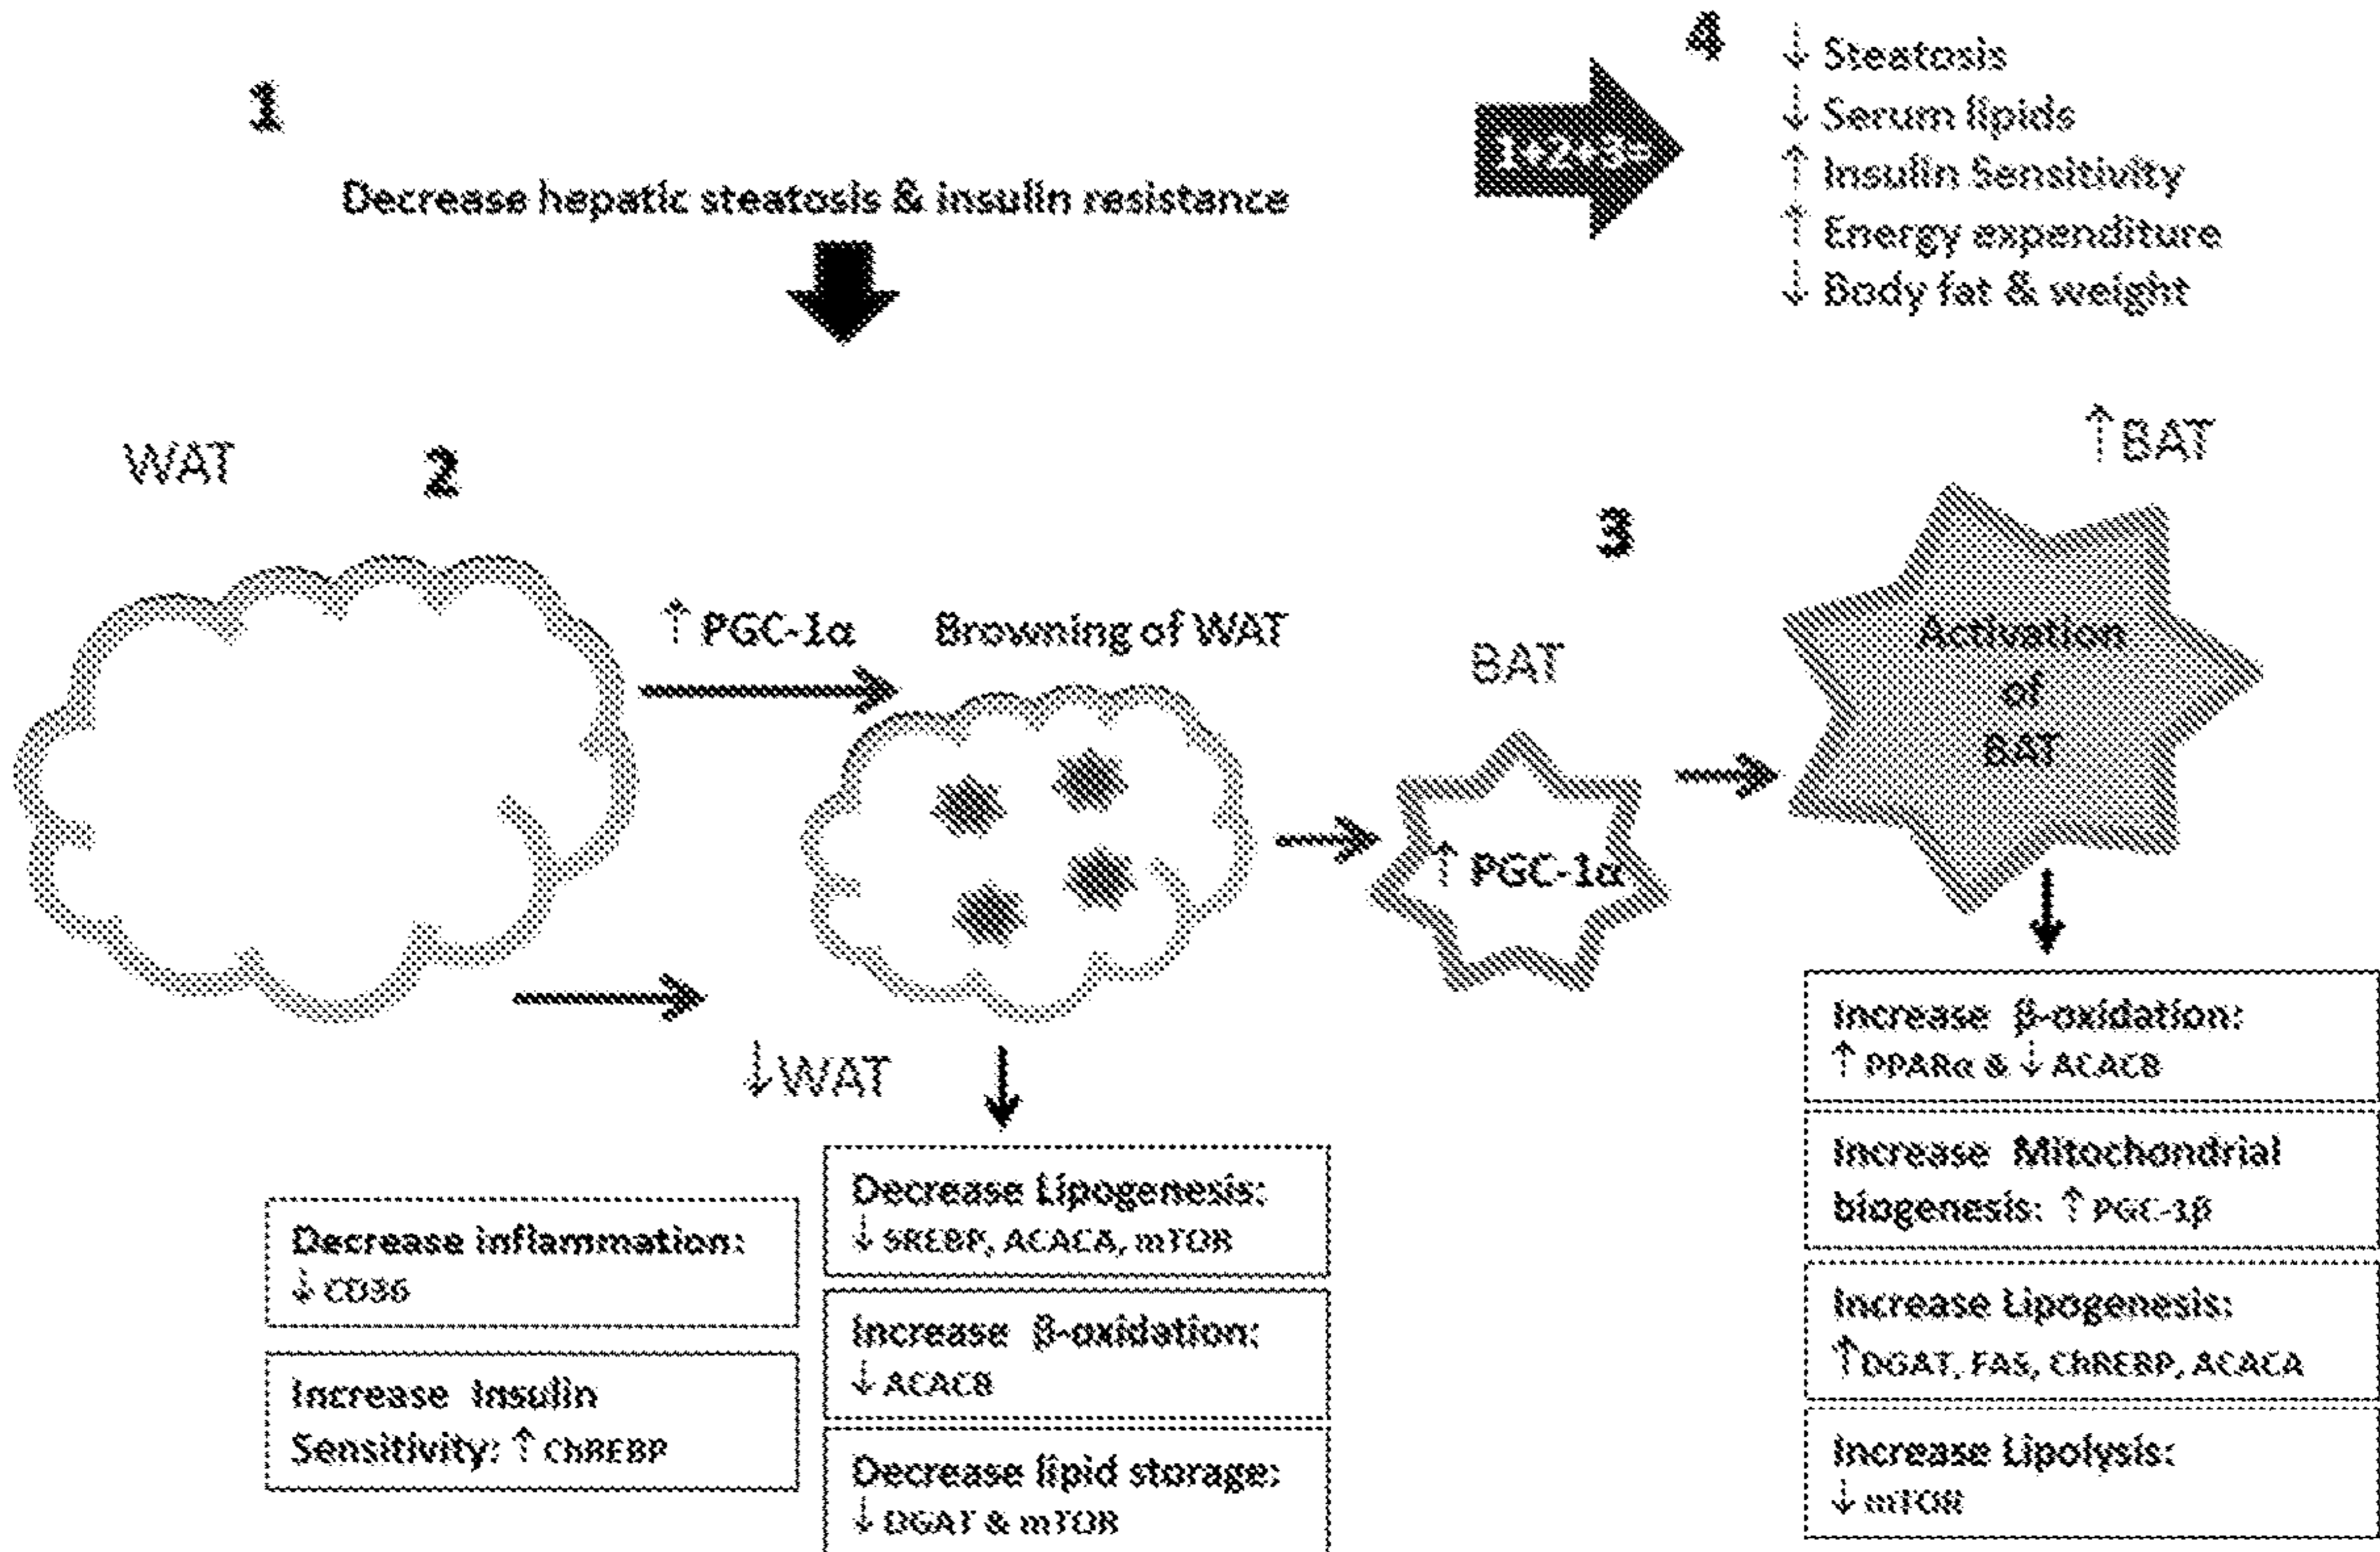 1
Decrease hepatic steatosis & insulin resistance
1+2+3=
4
↓ Steatosis
↓ Serum lipids
↑ Insulin Sensitivity
↑ Energy expenditure
↓ Body fat & weight
WAT
2
↑ PGC-1α
Browning of WAT
↓WAT
3
BAT
↑ PGC-1α
↑BAT
Activation
of
BAT
Decrease inflammation:
↓ CD36
Increase Insulin
Sensitivity: ↑ ChREBP
Decrease Lipogenesis:
↓ SREBP, ACACA, mTOR
Increase β-oxidation:
↓ ACACB
Decrease lipid storage:
↓ DGAT & mTOR
Increase β-oxidation:
↑ PPARα & ↓ ACACB
Increase Mitochondrial
biogenesis: ↑ PGC-1β
Increase Lipogenesis:
↑DGAT, FAS, ChREBP, ACACA
Increase Lipolysis:
↓ mTOR